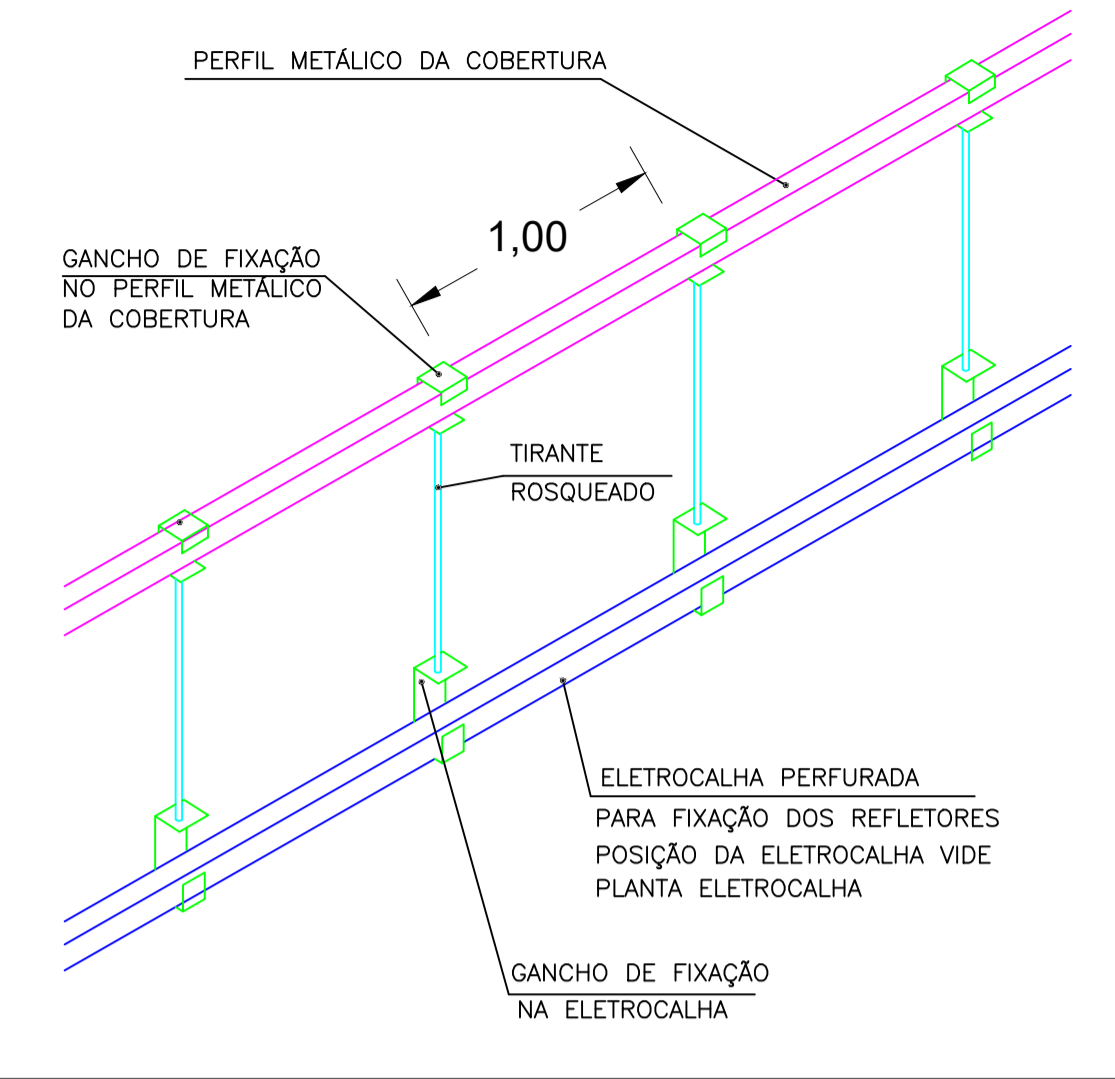 PERFIL METÁLICO DA COBERTURA
1,00
GANCHO DE FIXAÇÃO
NO PERFIL METÁLICO
DA COBERTURA
TIRANTE
ROSQUEADO
ELETROCALHA PERFURADA
PARA FIXAÇÃO DOS REFLETORES
POSIÇÃO DA ELETROCALHA VIDE
PLANTA ELETROCALHA
GANCHO DE FIXAÇÃO
NA ELETROCALHA